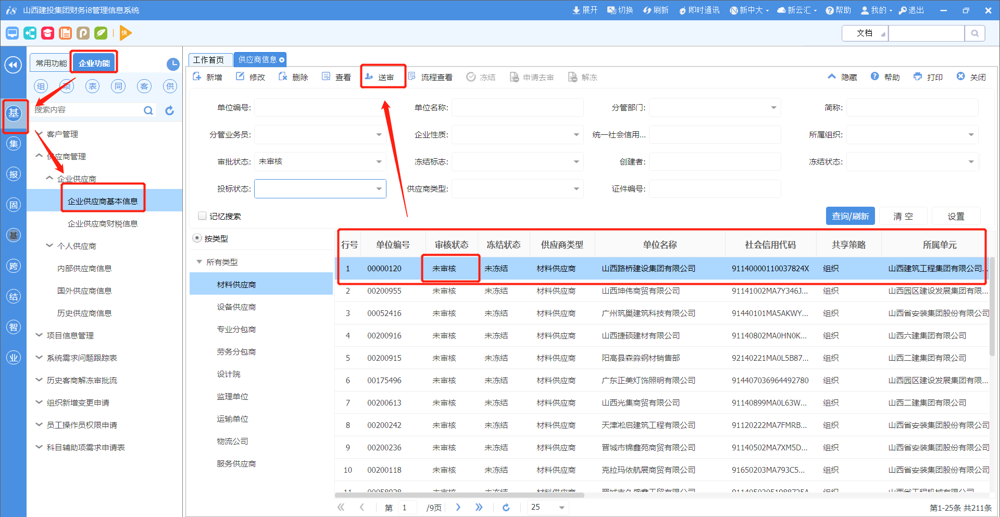 i8 山西建投集团财务i8管理信息系统 展开 切换 刷新 即时通讯 新中大 新云汇 帮助 我的 退出
快 文档
常用功能 企业功能
组 项 表 同 客 供
搜索内容
基
集
报
固
基
跨
结
智
业
客户管理
供应商管理
企业供应商
企业供应商基本信息
企业供应商财税信息
个人供应商
内部供应商信息
国外供应商信息
历史供应商信息
项目信息管理
系统需求问题跟踪表
历史客商解冻审批流
组织新增变更申请
员工操作员权限申请
科目辅助项需求申请表
工作首页 供应商信息
新增 修改 删除 查看 送审 流程查看 冻结 申请去审 解冻 隐藏 帮助 打印 关闭
单位编号: 单位名称: 分管部门: 简称:
分管业务员: 企业性质: 统一社会信用... 所属组织:
审批状态: 未审核 冻结标志: 创建者: 冻结状态:
投标状态: 供应商类型: 证件编号:
记忆搜索 查询/刷新 清 空 设置
按类型
所有类型
材料供应商
设备供应商
专业分包商
劳务分包商
设计院
监理单位
运输单位
物流公司
服务供应商
行号 单位编号 审核状态 冻结状态 供应商类型 单位名称 社会信用代码 共享策略 所属单元
1 00000120 未审核 未冻结 材料供应商 山西路桥建设集团有限公司 91140000110037824X 组织 山西建筑工程集团有限公司...
2 00200955 未审核 未冻结 材料供应商 山西坤伟商贸有限公司 91141002MA7Y346J... 组织 山西园区建设发展集团有限...
3 00052416 未审核 未冻结 材料供应商 广州筑巢建筑科技有限公司 91440101MA5AKWY... 组织 山西省安装集团股份有限公司
4 00200916 未审核 未冻结 材料供应商 山西捷硕建材有限公司 91140802MA0HN0K... 组织 山西六建集团有限公司
5 00200915 未审核 未冻结 材料供应商 阳高县森淼钢材销售部 92140221MA0L5B87... 组织 山西二建集团有限公司
6 00175496 未审核 未冻结 材料供应商 广东正美灯饰照明有限公司 914407036964492780 组织 山西园区建设发展集团有限...
7 00200613 未审核 未冻结 材料供应商 山西光集商贸有限公司 91140899MA0L63W... 组织 山西二建集团有限公司
8 00200242 未审核 未冻结 材料供应商 天津凇启建筑工程有限公司 91120222MA7FMRB... 组织 山西省安装集团股份有限公司
9 00200236 未审核 未冻结 材料供应商 晋城市锦鑫苑商贸有限公司 91140502MA7XM5D... 组织 山西省安装集团股份有限公司
10 00200118 未审核 未冻结 材料供应商 克拉玛依航展商贸有限公司 91650203MA793C5... 组织 山西省安装集团股份有限公司
第 1 /9页 25 第1-25条 共211条